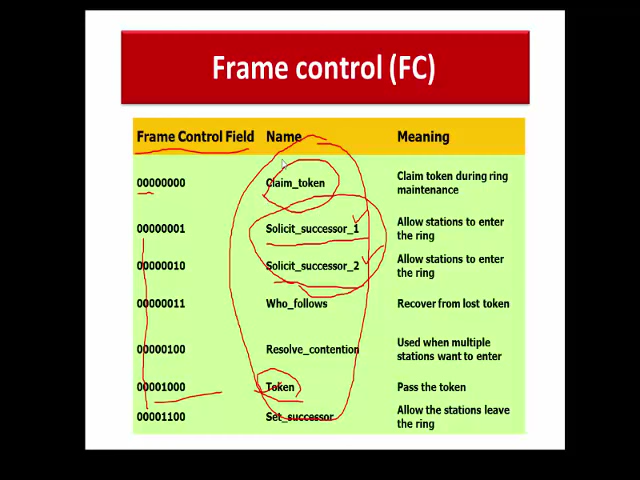 Frame control (FC)
Frame Control Field Name Meaning
00000000 Claim_token Claim token during ring maintenance
00000001 Solicit_successor_1 Allow stations to enter the ring
00000010 Solicit_successor_2 Allow stations to enter the ring
00000011 Who_follows Recover from lost token
00000100 Resolve_contention Used when multiple stations want to enter
00001000 Token Pass the token
00001100 Set_successor Allow the stations leave the ring